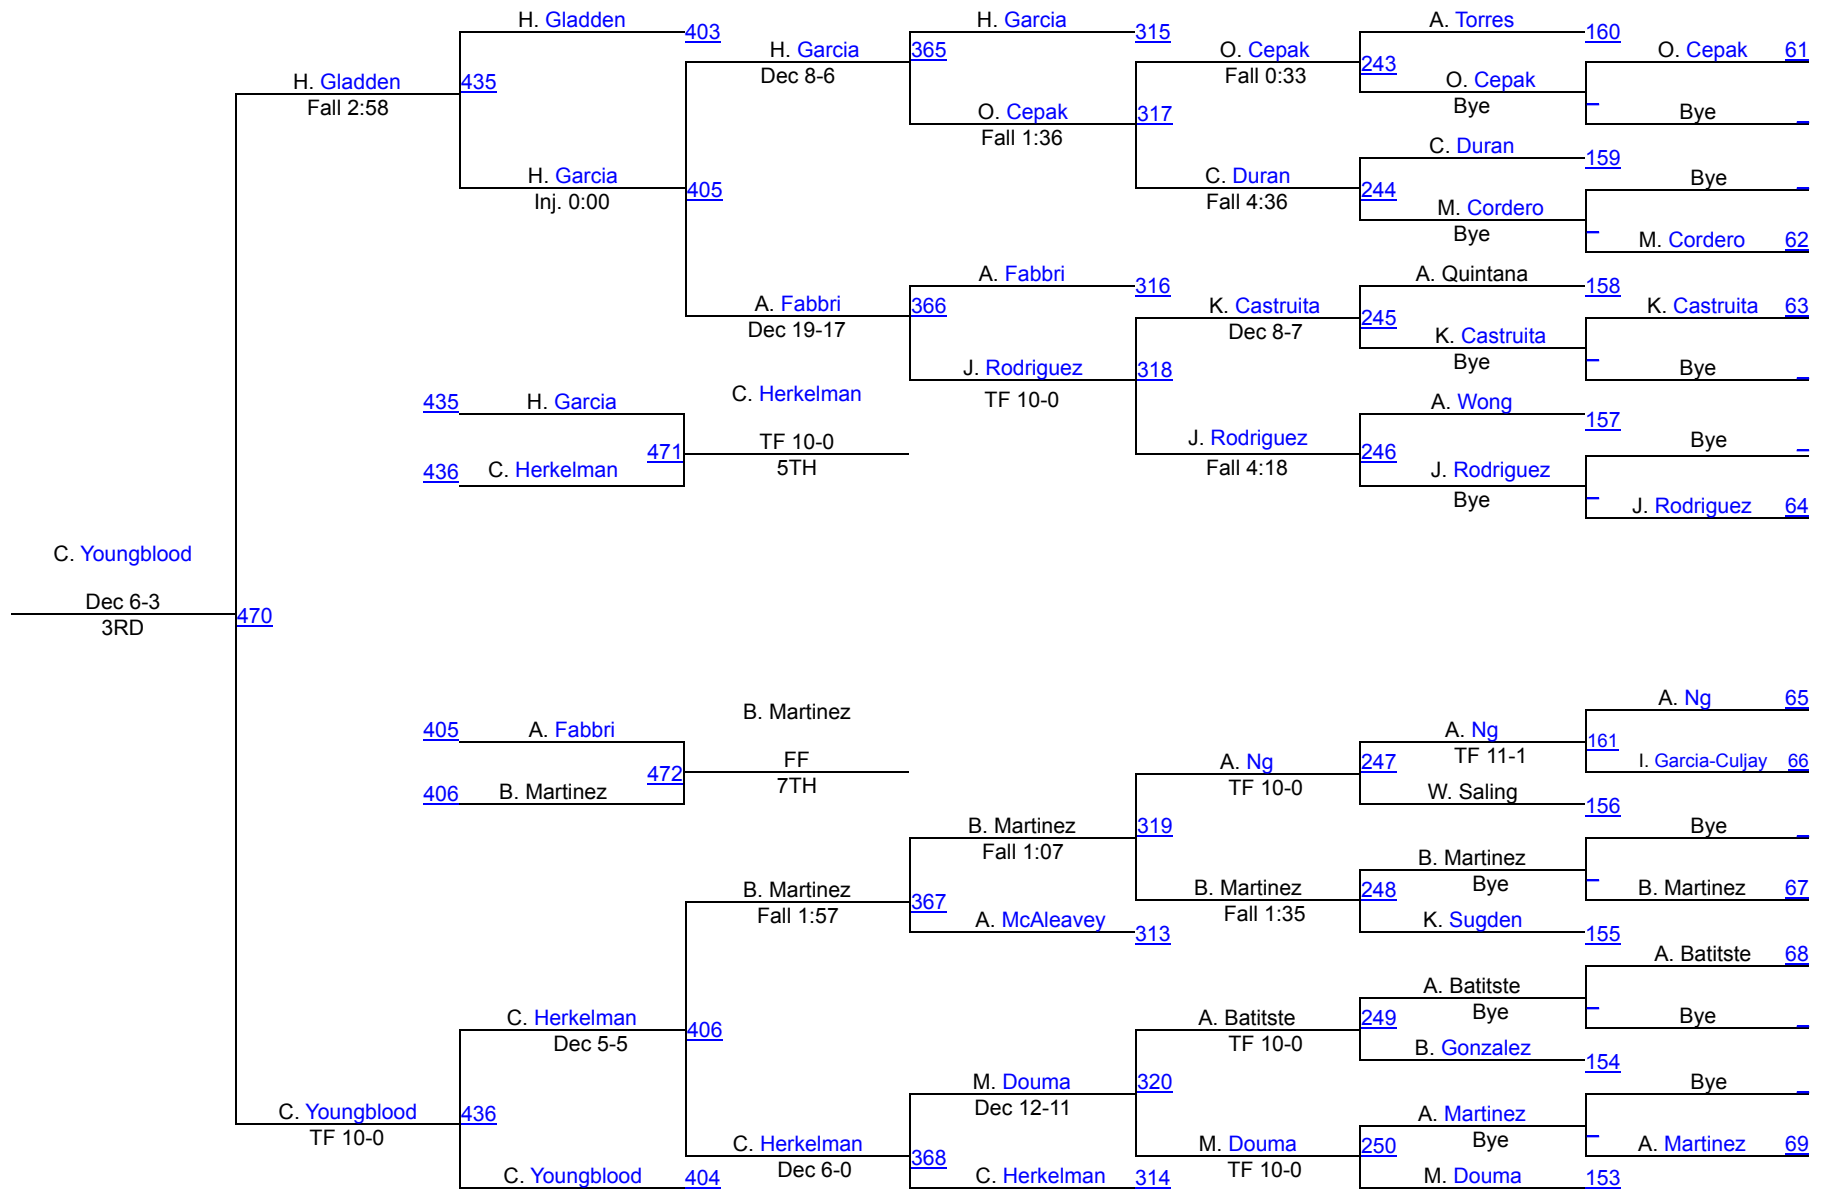 H. Gladden
403
H. Garcia
315
A. Torres
160
H. Garcia
365
O. Cepak
O. Cepak
61
Dec 8-6
Fall 0:33
243
H. Gladden
435
O. Cepak
Fall 2:58
Bye
O. Cepak
317
Bye
Fall 1:36
C. Duran
159
H. Garcia
C. Duran
Bye
Inj. 0:00
405
Fall 4:36
244
M. Cordero
Bye
M. Cordero
62
A. Fabbri
316
A. Quintana
158
A. Fabbri
366
K. Castruita
K. Castruita
63
Dec 19-17
Dec 8-7
245
K. Castruita
Bye
J. Rodriguez
318
Bye
TF 10-0
C. Herkelman
435
H. Garcia
A. Wong
157
TF 10-0
J. Rodriguez
Bye
471
5TH
Fall 4:18
246
436
C. Herkelman
J. Rodriguez
Bye
J. Rodriguez
64
C. Youngblood
Dec 6-3
470
3RD
A. Ng
65
B. Martinez
405
A. Fabbri
A. Ng
161
TF 11-1
FF
A. Ng
247
I. Garcia-Culjay
66
472
7TH
TF 10-0
406
B. Martinez
W. Saling
156
B. Martinez
319
Bye
Fall 1:07
B. Martinez
B. Martinez
367
B. Martinez
248
Bye
B. Martinez
67
Fall 1:57
Fall 1:35
A. McAleavey
313
K. Sugden
155
A. Batitste
68
A. Batitste
C. Herkelman
406
A. Batitste
249
Bye
Bye
Dec 5-5
TF 10-0
B. Gonzalez
154
M. Douma
320
Bye
Dec 12-11
C. Youngblood
436
A. Martinez
TF 10-0
Bye
C. Herkelman
368
M. Douma
250
A. Martinez
69
Dec 6-0
TF 10-0
C. Youngblood
404
C. Herkelman
314
M. Douma
153